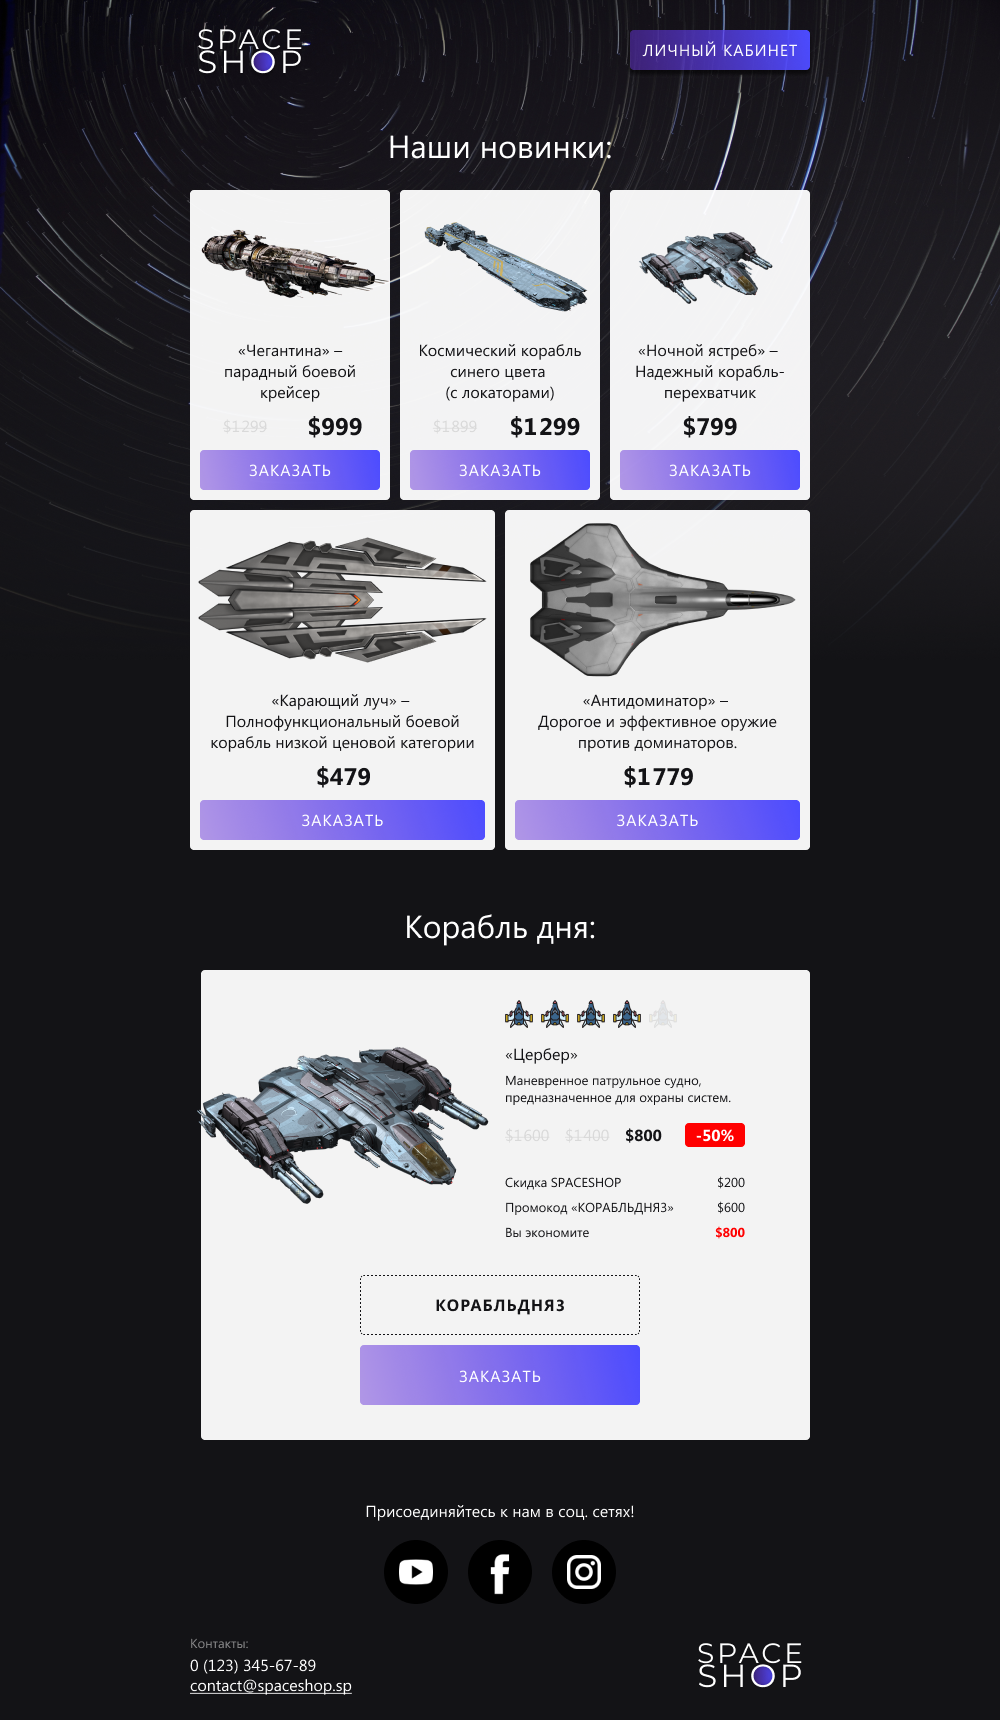 SPACE
SHOP
ЛИЧНЫЙ КАБИНЕТ
Наши новинки:
«Чегантина» –
парадный боевой
крейсер
$1299 $999
ЗАКАЗАТЬ
Космический корабль
синего цвета
(с локаторами)
$1899 $1299
ЗАКАЗАТЬ
«Ночной ястреб» –
Надежный корабль-
перехватчик
$799
ЗАКАЗАТЬ
«Карающий луч» –
Полнофункциональный боевой
корабль низкой ценовой категории
$479
ЗАКАЗАТЬ
«Антидоминатор» –
Дорогое и эффективное оружие
против доминаторов.
$1779
ЗАКАЗАТЬ
Корабль дня:
«Цербер»
Маневренное патрульное судно,
предназначенное для охраны систем.
$1600 $1400 $800 -50%
Скидка SPACESHOP $200
Промокод «КОРАБЛЬДНЯ3» $600
Вы экономите $800
КОРАБЛЬДНЯ3
ЗАКАЗАТЬ
Присоединяйтесь к нам в соц. сетях!
Контакты:
0 (123) 345-67-89
contact@spaceshop.sp
SPACE
SHOP